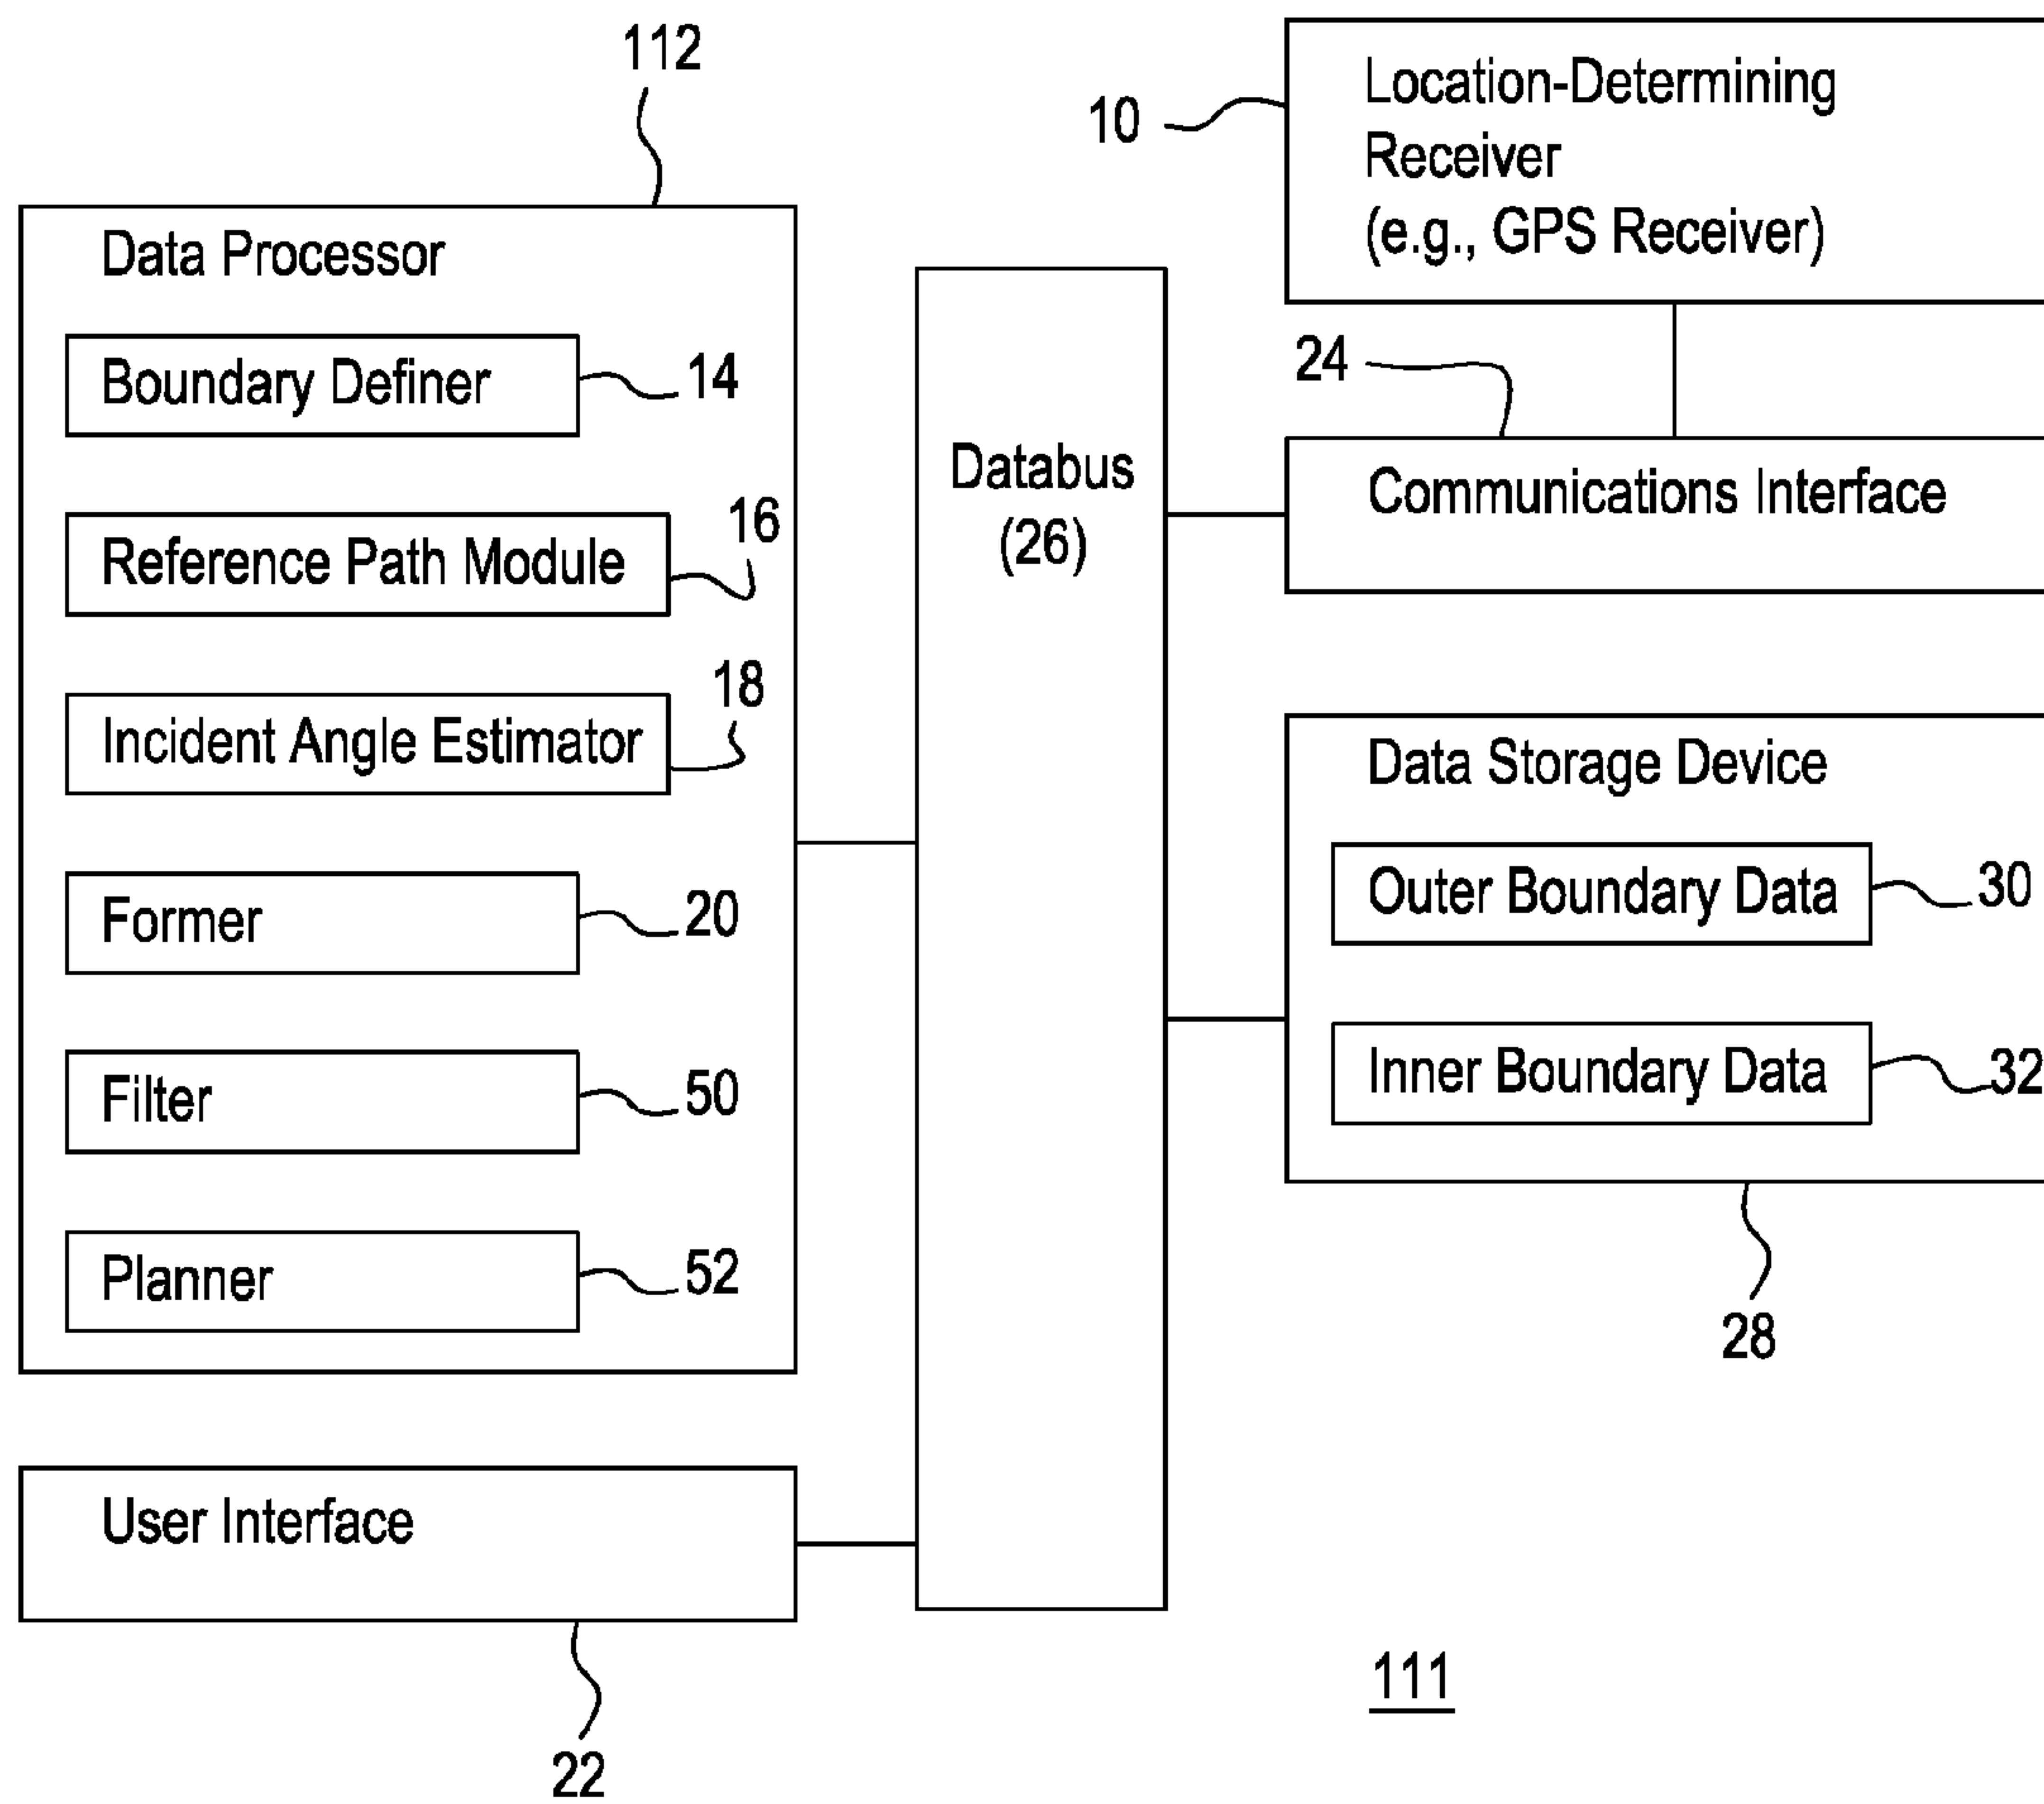 112
Data Processor
Boundary Definer
14
Reference Path Module
16
Incident Angle Estimator
18
Former
20
Filter
50
Planner
52
User Interface
22
Databus
(26)
10
Location-Determining
Receiver
(e.g., GPS Receiver)
24
Communications Interface
Data Storage Device
Outer Boundary Data
30
Inner Boundary Data
32
28
111